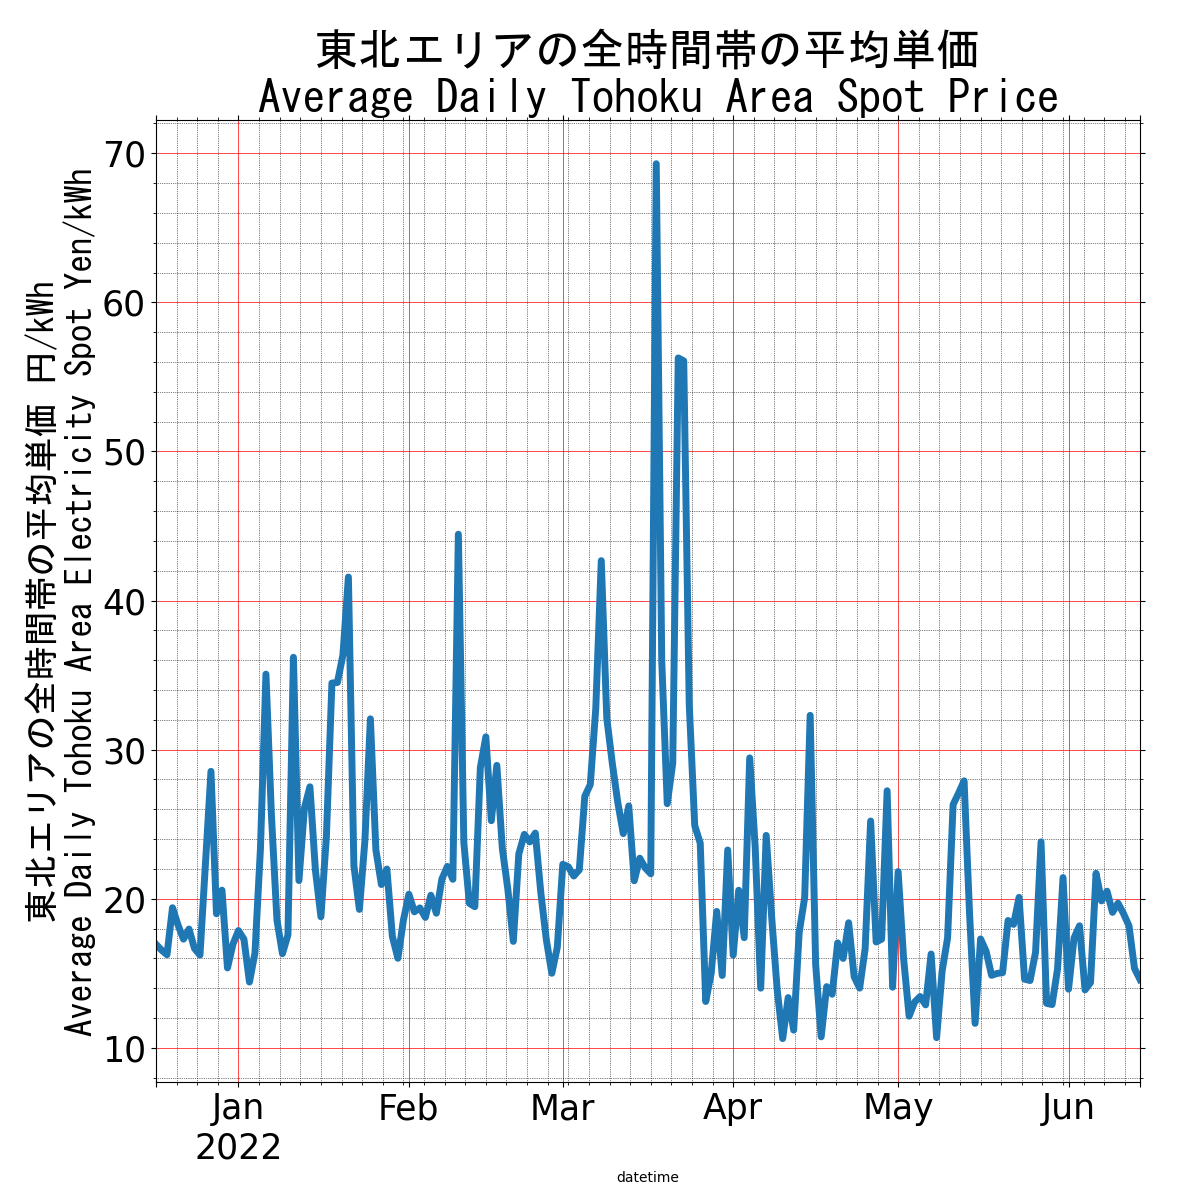 東北エリアの全時間帯の平均単価
Average Daily Tohoku Area Spot Price
東北エリアの全時間帯の平均単価 円/kWh
Average Daily Tohoku Area Electricity Spot Yen/kWh
70
60
50
40
30
20
10
Jan
2022
Feb
Mar
Apr
May
Jun
datetime